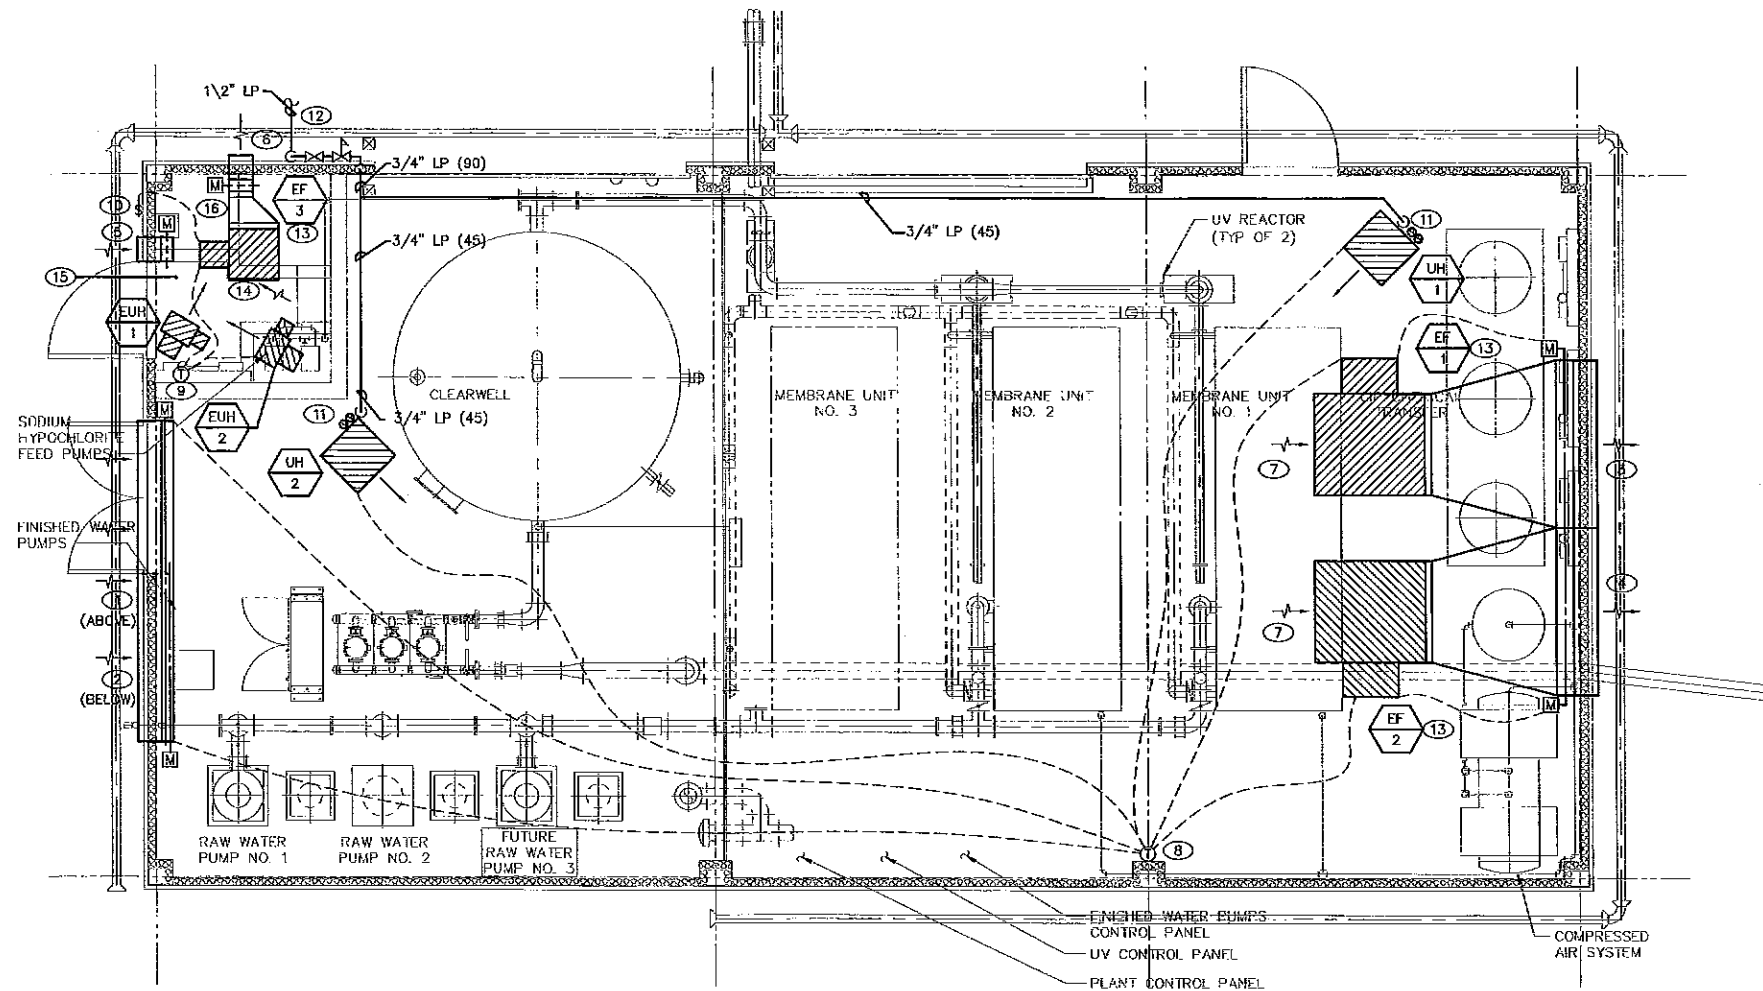 1\2" LP
12
6
3/4" LP (90)
M
EF
3
16
13
10
M
3/4" LP (45)
3/4" LP (45)
UV REACTOR
(TYP OF 2)
11
UH
1
15
14
EUH
1
EF
1
13
M
9
CLEARWELL
MEMBRANE UNIT
NO. 3
MEMBRANE UNIT
NO. 2
MEMBRANE UNIT
NO. 1
M
11
3/4" LP (45)
EUH
2
SODIUM
HYPOCHLORITE
FEED PUMPS
UH
2
7
FINISHED WATER
PUMPS
(ABOVE)
7
2
(BELOW)
M
EF
2
13
M
RAW WATER
PUMP NO. 1
RAW WATER
PUMP NO. 2
FUTURE
RAW WATER
PUMP NO. 3
8
FINISHED WATER PUMPS
CONTROL PANEL
UV CONTROL PANEL
PLANT CONTROL PANEL
COMPRESSED
AIR SYSTEM